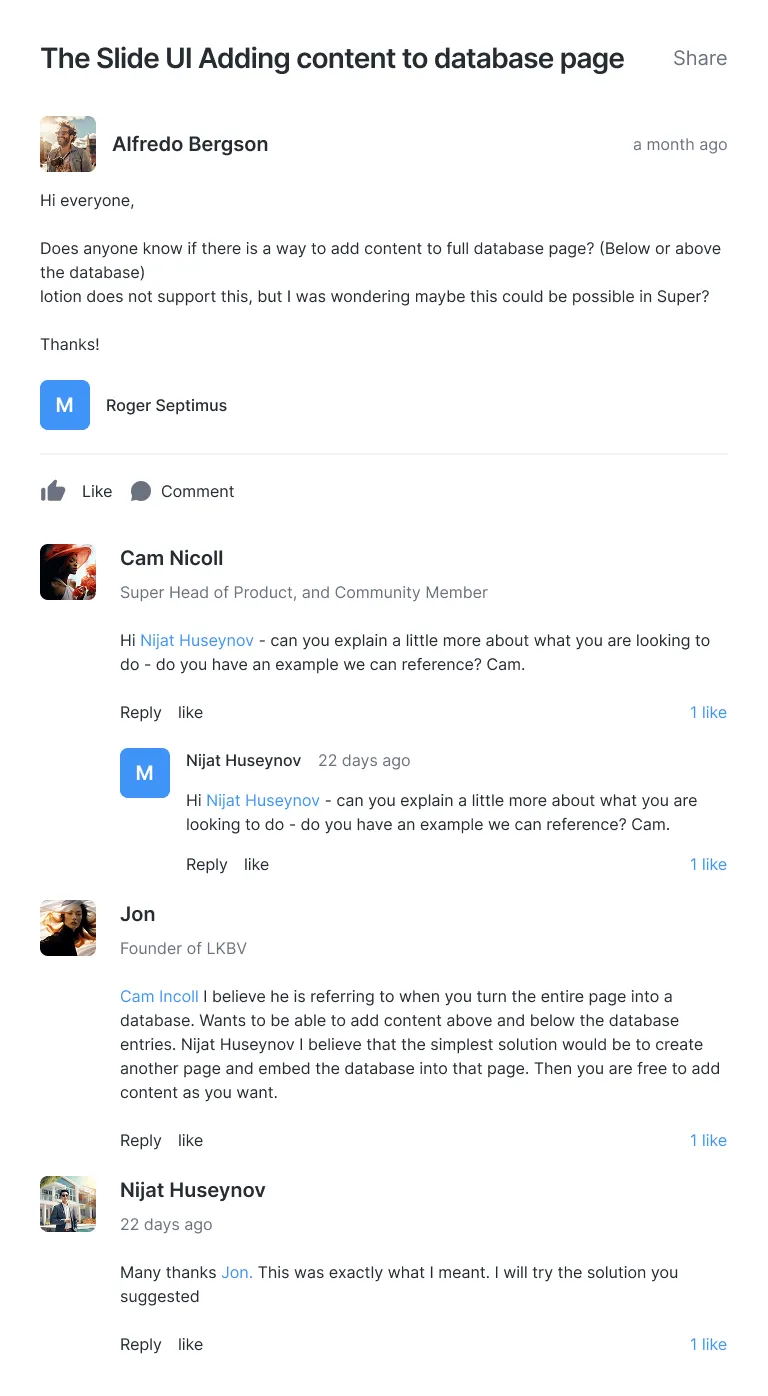 The Slide UI Adding content to database page
Share
Alfredo Bergson
a month ago
Hi everyone,
Does anyone know if there is a way to add content to full database page? (Below or above
the database)
lotion does not support this, but I was wondering maybe this could be possible in Super?
Thanks!
M
Roger Septimus
Like
Comment
Cam Nicoll
Super Head of Product, and Community Member
Hi Nijat Huseynov - can you explain a little more about what you are looking to
do - do you have an example we can reference? Cam.
Reply like
1 like
M
Nijat Huseynov 22 days ago
Hi Nijat Huseynov - can you explain a little more about what you are
looking to do - do you have an example we can reference? Cam.
Reply like
1 like
Jon
Founder of LKBV
Cam Incoll I believe he is referring to when you turn the entire page into a
database. Wants to be able to add content above and below the database
entries. Nijat Huseynov I believe that the simplest solution would be to create
another page and embed the database into that page. Then you are free to add
content as you want.
Reply like
1 like
Nijat Huseynov
22 days ago
Many thanks Jon. This was exactly what I meant. I will try the solution you
suggested
Reply like
1 like